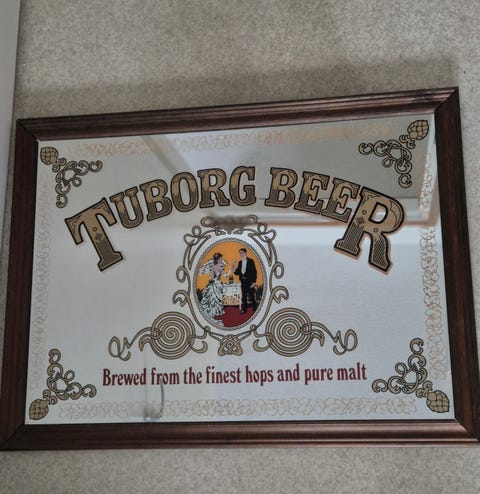 TUBORG BEER
Brewed from the finest hops and pure malt